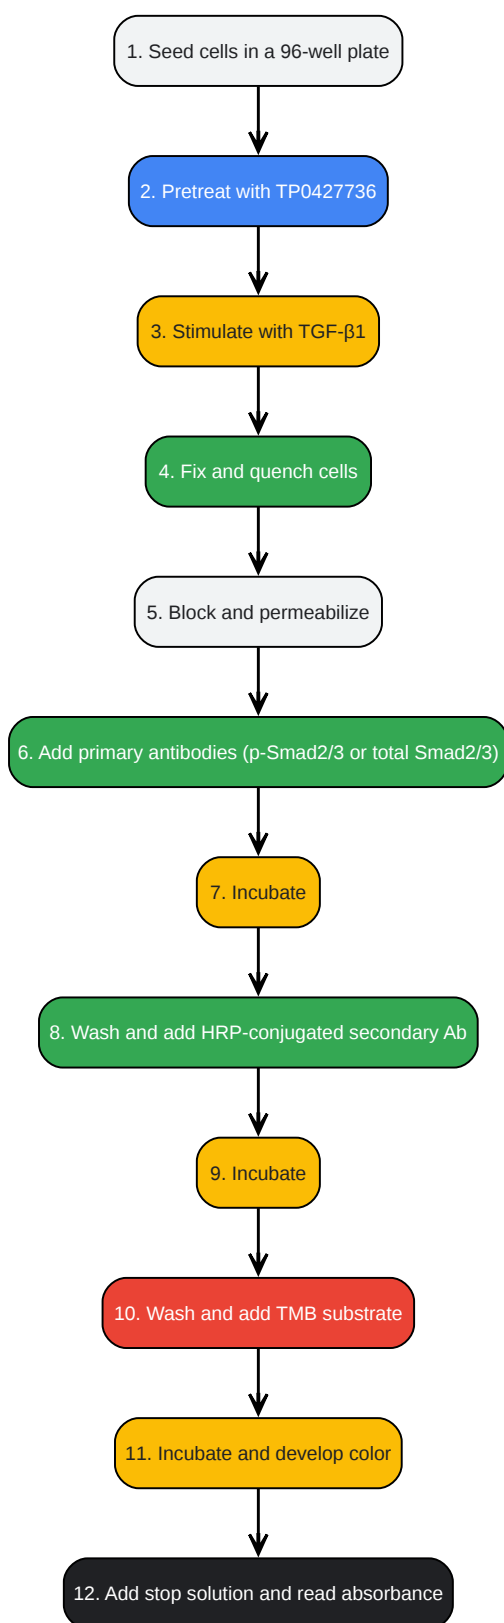 1. Seed cells in a 96-well plate
2. Pretreat with TP0427736
3. Stimulate with TGF-β1
4. Fix and quench cells
5. Block and permeabilize
6. Add primary antibodies (p-Smad2/3 or total Smad2/3)
7. Incubate
8. Wash and add HRP-conjugated secondary Ab
9. Incubate
10. Wash and add TMB substrate
11. Incubate and develop color
12. Add stop solution and read absorbance